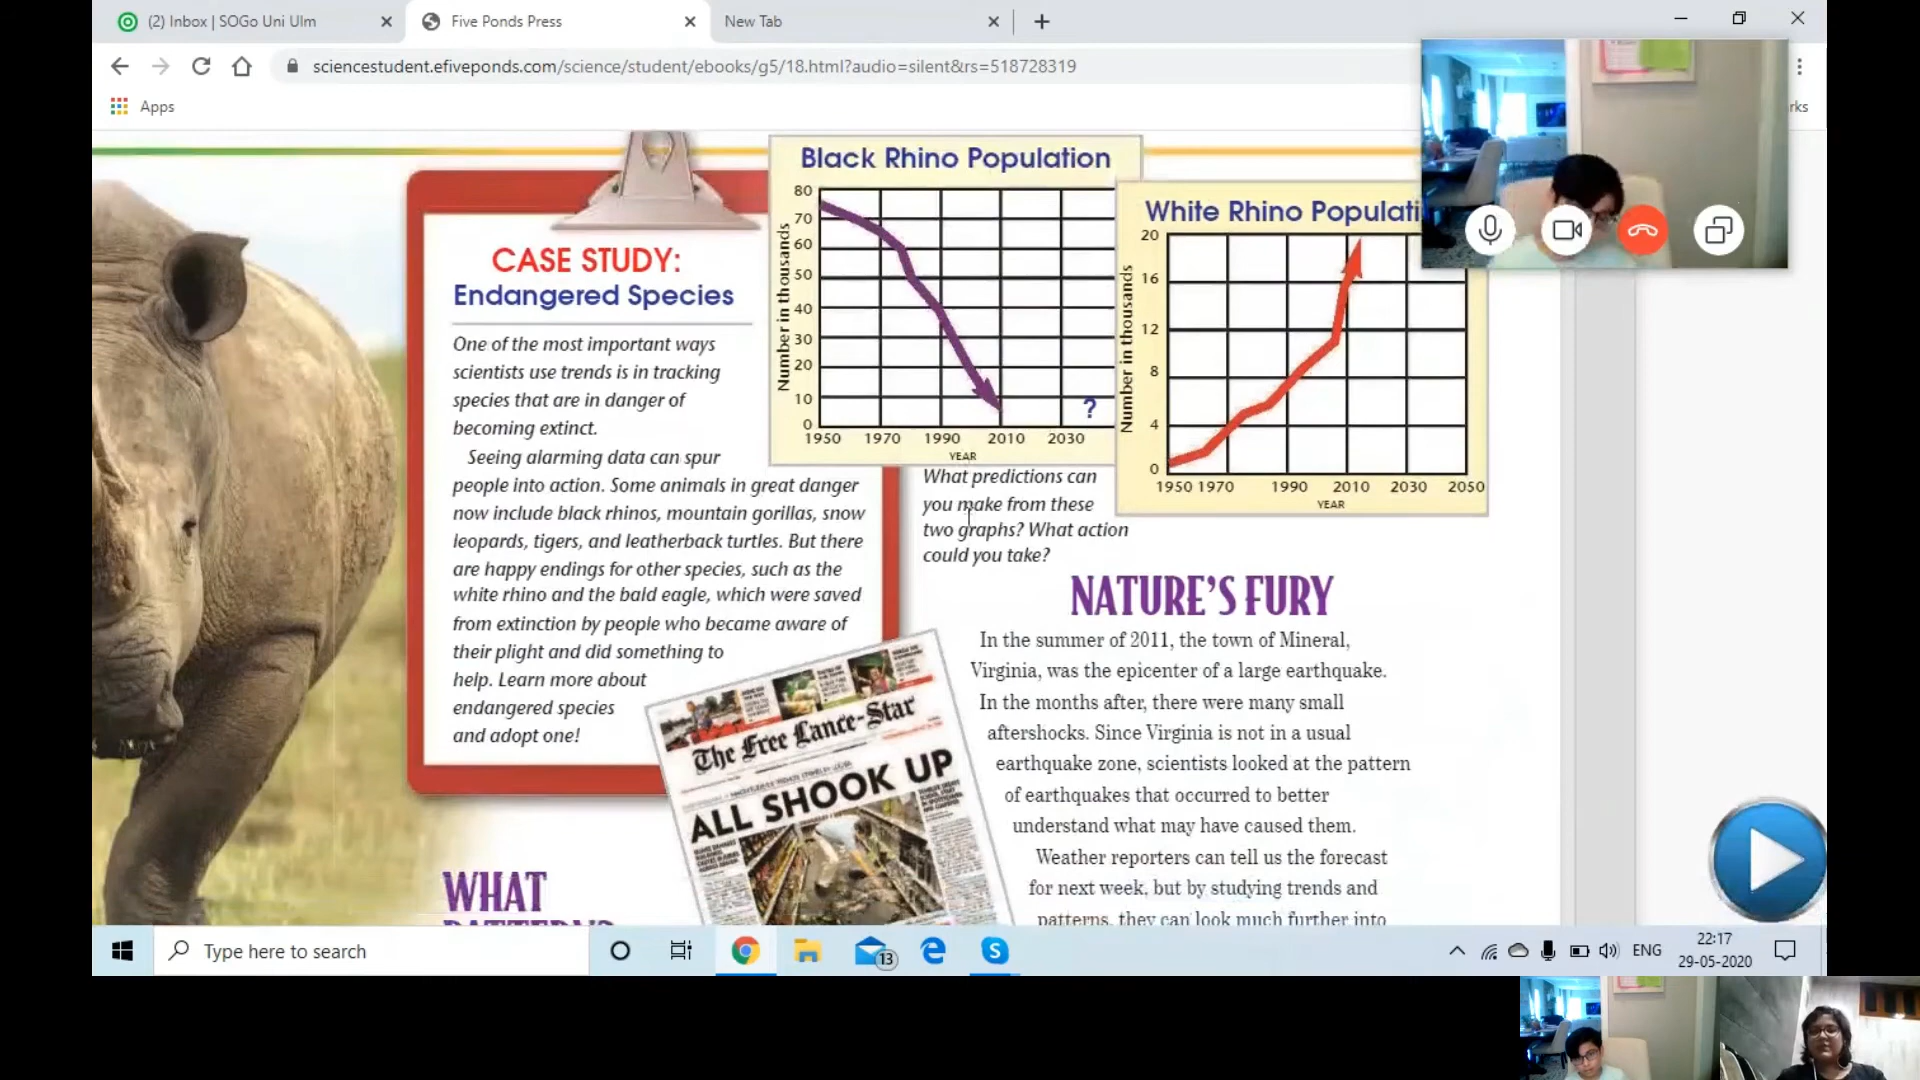 (2) Inbox | SOGo Uni Ulm
Five Ponds Press
New Tab
sciencestudent.efiveponds.com/science/student/ebooks/g5/18.html?audio=silent&rs=518728319
Apps
rks
CASE STUDY:
Endangered Species
One of the most important ways
scientists use trends is in tracking
species that are in danger of
becoming extinct.
Seeing alarming data can spur
people into action. Some animals in great danger
now include black rhinos, mountain gorillas, snow
leopards, tigers, and leatherback turtles. But there
are happy endings for other species, such as the
white rhino and the bald eagle, which were saved
from extinction by people who became aware of
their plight and did something to
help. Learn more about
endangered species
and adopt one!
Black Rhino Population
Number in thousands
80
70
60
50
40
30
20
10
0
?
1950 1970 1990 2010 2030
YEAR
White Rhino Populati
Number in thousands
20
16
12
8
4
0
1950 1970 1990 2010 2030 2050
YEAR
What predictions can
you make from these
two graphs? What action
could you take?
NATURE'S FURY
In the summer of 2011, the town of Mineral,
Virginia, was the epicenter of a large earthquake.
In the months after, there were many small
aftershocks. Since Virginia is not in a usual
earthquake zone, scientists looked at the pattern
of earthquakes that occurred to better
understand what may have caused them.
Weather reporters can tell us the forecast
for next week, but by studying trends and
patterns, they can look much further into
The Free Lance-Star
ALL SHOOK UP
WHAT
Type here to search
13
ENG
22:17
29-05-2020